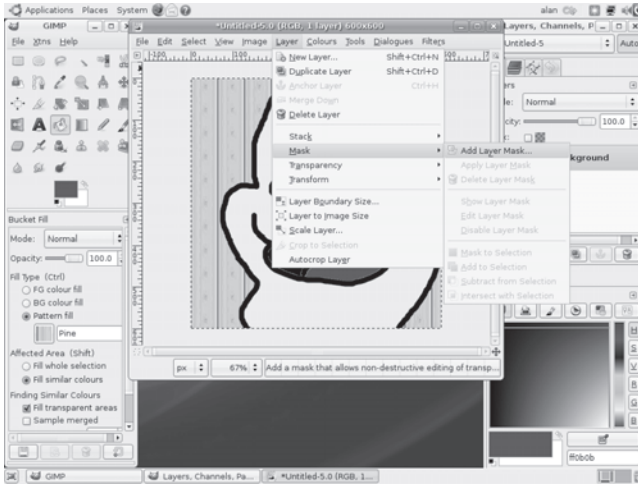 Applications Places System
alan
GIMP
File Xtns Help
Bucket Fill
Mode: Normal
Opacity: 100.0
Fill Type (Ctrl)
FG colour fill
BG colour fill
Pattern fill
Pine
Affected Area (Shift)
Fill whole selection
Fill similar colours
Finding Similar Colours
Fill transparent areas
Sample merged
*Untitled-5.0 (RGB, 1 layer) 600x600
File Edit Select View Image Layer Colours Tools Dialogues Filters
New Layer... Shift+Ctrl+N
Duplicate Layer Shift+Ctrl+D
Anchor Layer Ctrl+H
Merge Down
Delete Layer
Stack
Mask
Transparency
Transform
Layer Boundary Size...
Layer to Image Size
Scale Layer...
Crop to Selection
Autocrop Layer
Add Layer Mask...
Apply Layer Mask
Delete Layer Mask
Show Layer Mask
Edit Layer Mask
Disable Layer Mask
Mask to Selection
Add to Selection
Subtract from Selection
Intersect with Selection
px 67% Add a mask that allows non-destructive editing of transp...
Layers, Channels, P
Untitled-5 Auto
Normal
100.0
kground
H
S
V
R
G
B
ff0b0b
GIMP
Layers, Channels, Pa...
*Untitled-5.0 (RGB, 1...